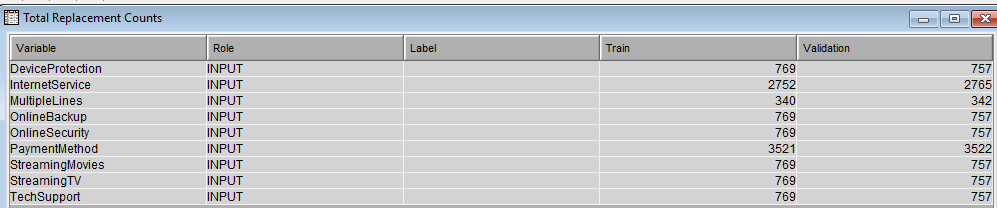 Total Replacement Counts
Variable Role Label Train Validation
DeviceProtection INPUT 769 757
InternetService INPUT 2752 2765
MultipleLines INPUT 340 342
OnlineBackup INPUT 769 757
OnlineSecurity INPUT 769 757
PaymentMethod INPUT 3521 3522
StreamingMovies INPUT 769 757
StreamingTV INPUT 769 757
TechSupport INPUT 769 757